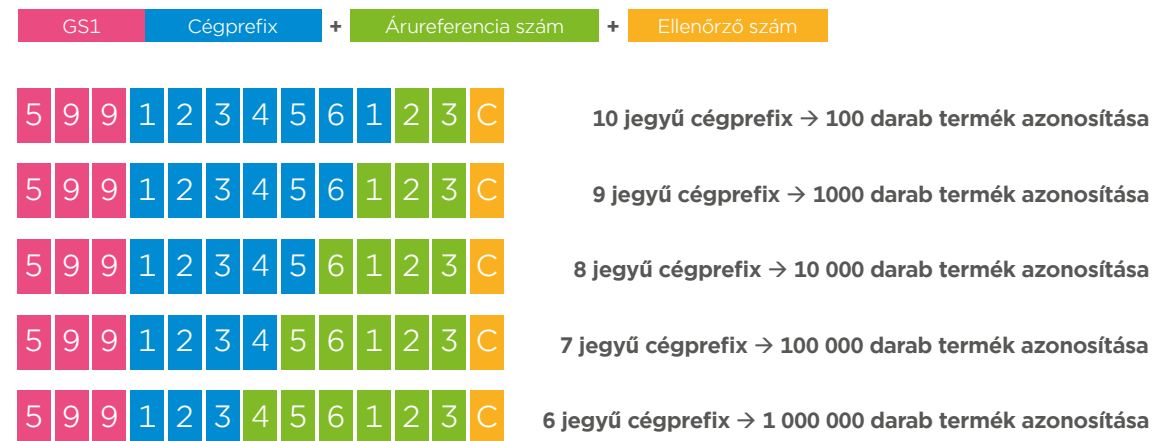 GS1 Cégprefix + Árureferencia szám + Ellenőrző szám
5 9 9 1 2 3 4 5 6 1 2 3 C 10 jegyű cégprefix → 100 darab termék azonosítása
5 9 9 1 2 3 4 5 6 1 2 3 C 9 jegyű cégprefix → 1000 darab termék azonosítása
5 9 9 1 2 3 4 5 6 1 2 3 C 8 jegyű cégprefix → 10 000 darab termék azonosítása
5 9 9 1 2 3 4 5 6 1 2 3 C 7 jegyű cégprefix → 100 000 darab termék azonosítása
5 9 9 1 2 3 4 5 6 1 2 3 C 6 jegyű cégprefix → 1 000 000 darab termék azonosítása